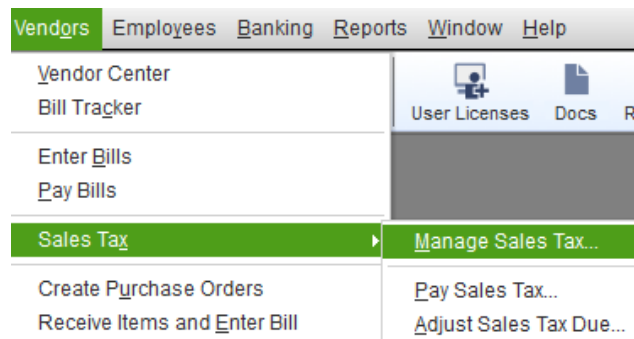 Vendors Employees Banking Reports Window Help
Vendor Center
Bill Tracker
User Licenses Docs R
Enter Bills
Pay Bills
Sales Tax
Manage Sales Tax...
Create Purchase Orders
Pay Sales Tax...
Receive Items and Enter Bill
Adjust Sales Tax Due...